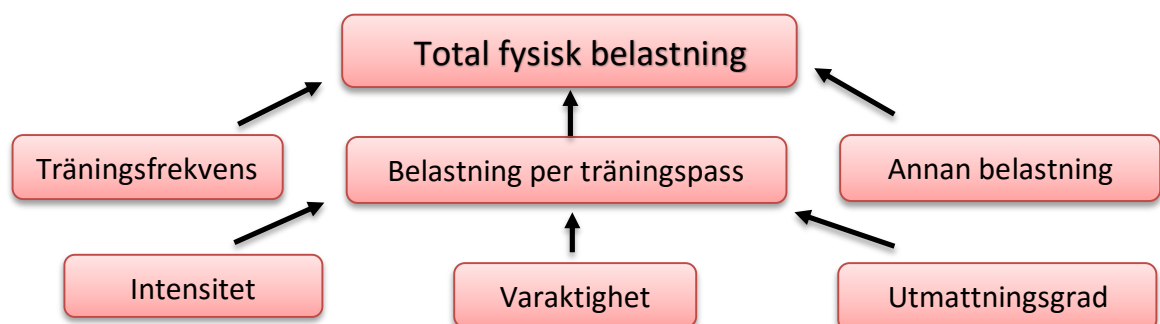 Total fysisk belastning
Träningsfrekvens
Belastning per träningspass
Annan belastning
Intensitet
Varaktighet
Utmattningsgrad